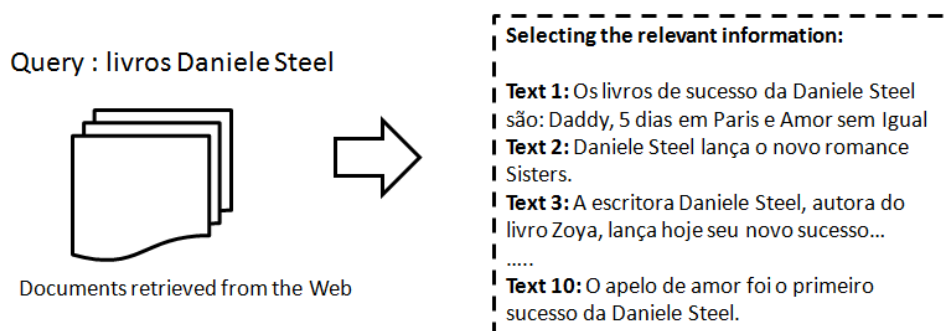 Query : livros Daniele Steel
Documents retrieved from the Web
Selecting the relevant information:
Text 1: Os livros de sucesso da Daniele Steel
são: Daddy, 5 dias em Paris e Amor sem Igual
Text 2: Daniele Steel lança o novo romance
Sisters.
Text 3: A escritora Daniele Steel, autora do
livro Zoya, lança hoje seu novo sucesso...
.....
Text 10: O apelo de amor foi o primeiro
sucesso da Daniele Steel.